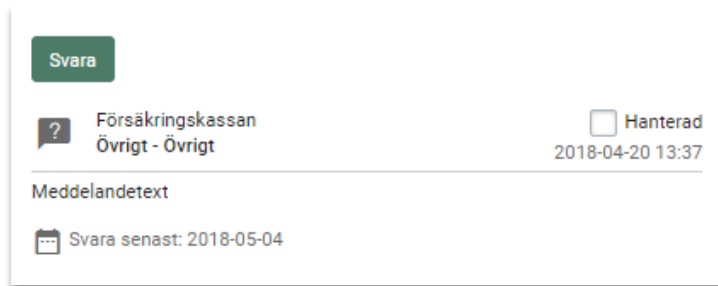 Svara
Försäkringskassan
Hanterad
Övrigt - Övrigt
2018-04-20 13:37
Meddelandetext
Svara senast: 2018-05-04